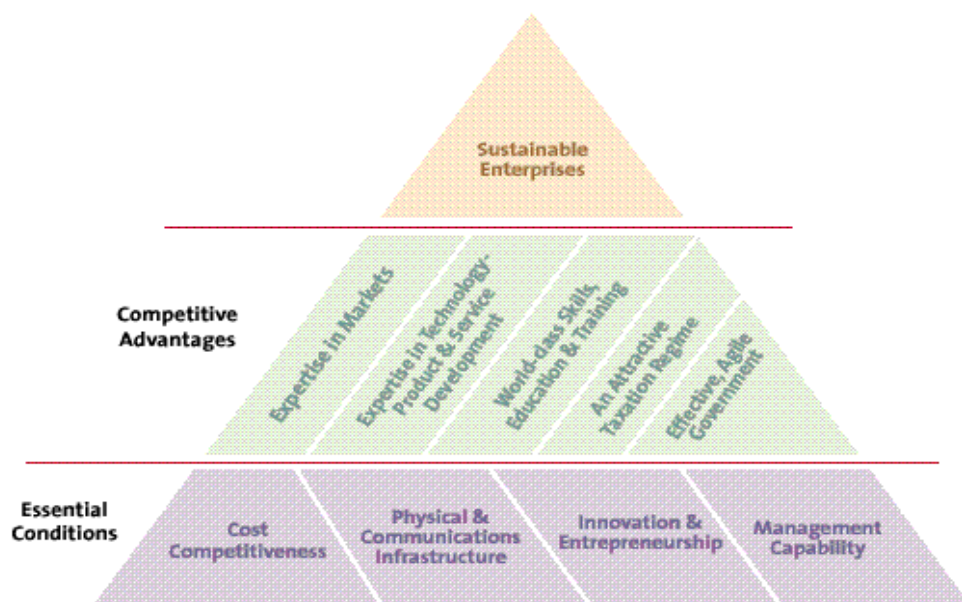 Sustainable
Enterprises
Competitive
Advantages
Expertise in Markets
Expertise in Technology-
Product & Service
Development
World-class Skills,
Education & Training
An Attractive
Taxation Regime
Effective, Agile
Government
Essential
Conditions
Cost
Competitiveness
Physical &
Communications
Infrastructure
Innovation &
Entrepreneurship
Management
Capability